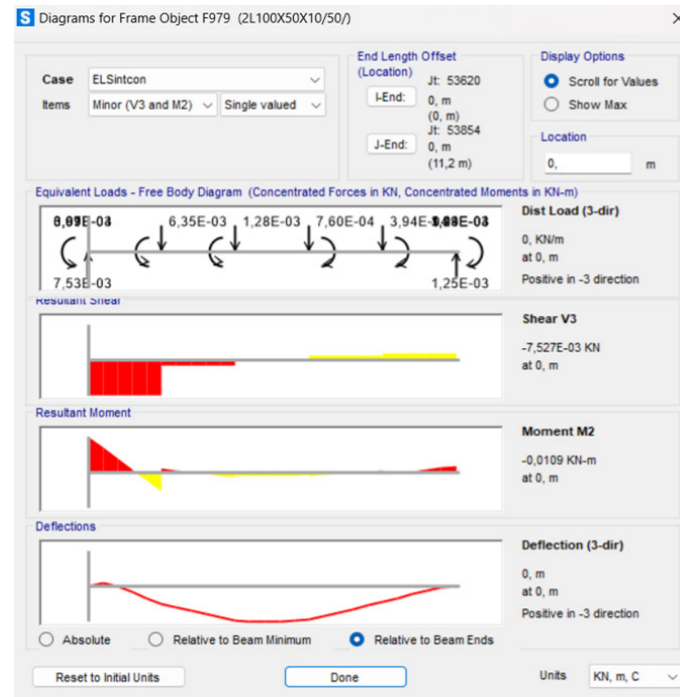 Diagrams for Frame Object F979 (2L100X50X10/50/)
Case ELSintcon
Items Minor (V3 and M2) Single valued
End Length Offset
(Location)
Jt: 53620
I-End: 0, m
(0, m)
Jt: 53854
J-End: 0, m
(11,2 m)
Display Options
Scroll for Values
Show Max
Location
0, m
Equivalent Loads - Free Body Diagram (Concentrated Forces in KN, Concentrated Moments in KN-m)
6,35E-03 1,28E-03 7,60E-04
7,53E-03 1,25E-03
Dist Load (3-dir)
0, KN/m
at 0, m
Positive in -3 direction
Resultant Shear
Shear V3
-7,527E-03 KN
at 0, m
Resultant Moment
Moment M2
-0,0109 KN-m
at 0, m
Deflections
Deflection (3-dir)
0, m
at 0, m
Positive in -3 direction
Absolute Relative to Beam Minimum Relative to Beam Ends
Reset to Initial Units Done Units KN, m, C